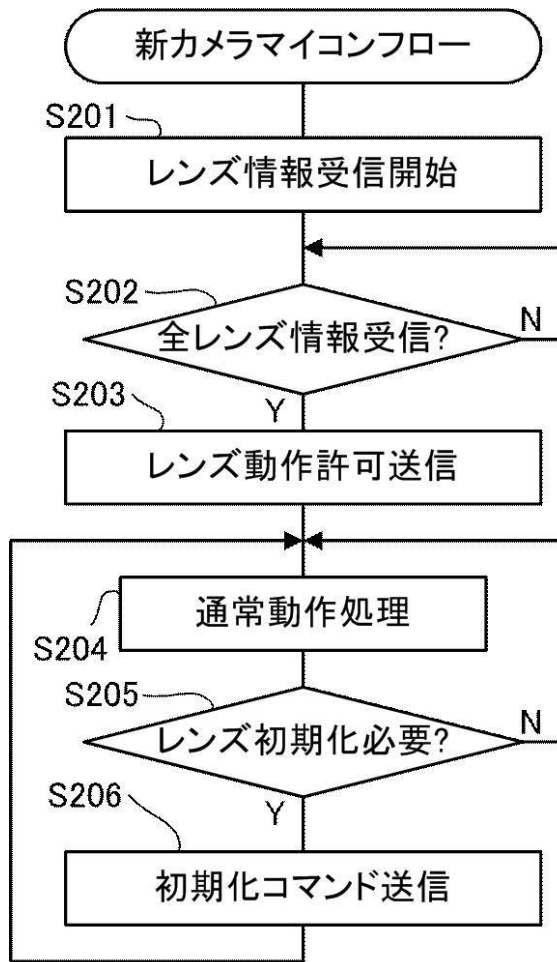 新カメラマイコンフロー
S201
レンズ情報受信開始
S202
全レンズ情報受信?
N
Y
S203
レンズ動作許可送信
通常動作処理
S204
S205
レンズ初期化必要?
N
Y
S206
初期化コマンド送信